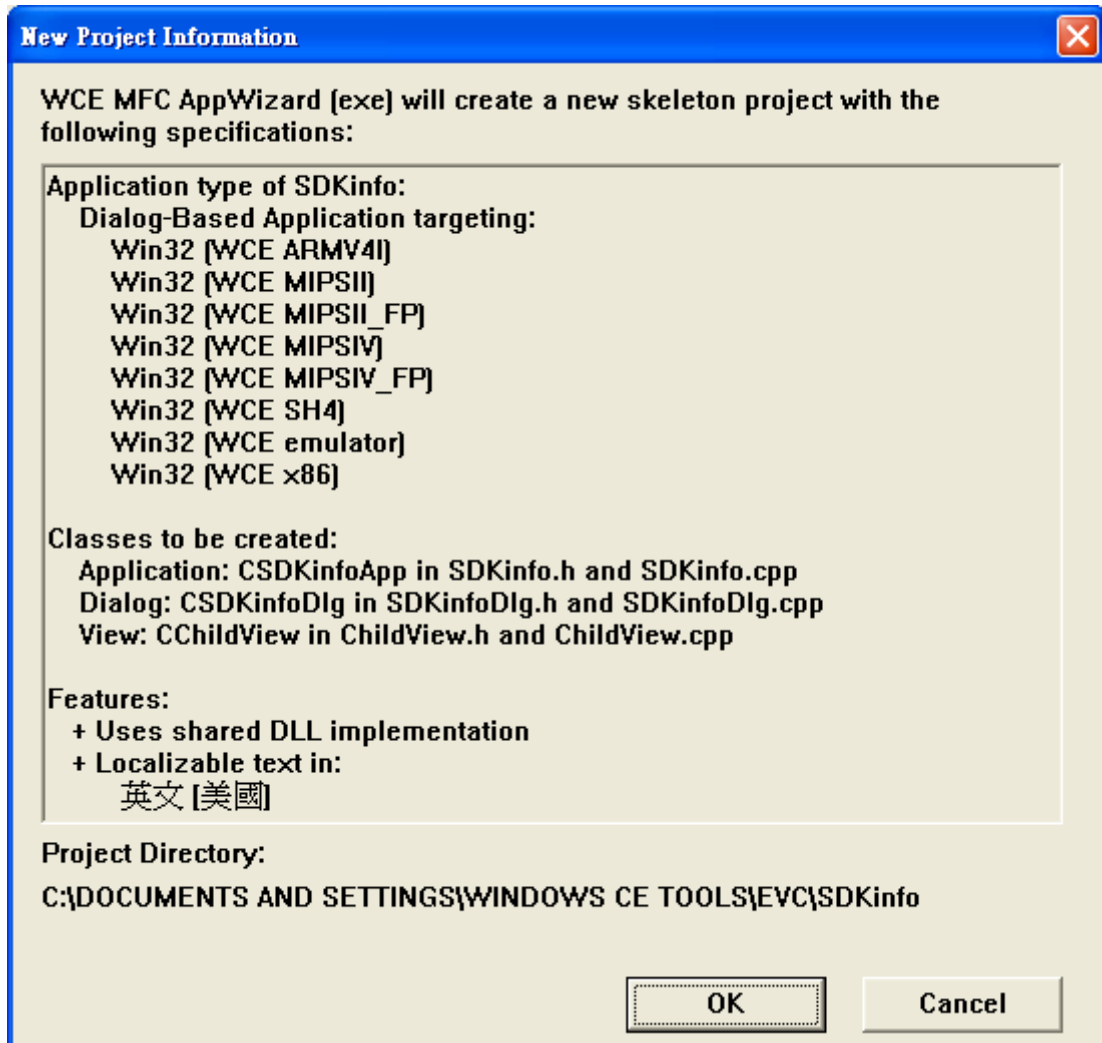 New Project Information
WCE MFC AppWizard (exe) will create a new skeleton project with the
following specifications:
Application type of SDKinfo:
Dialog-Based Application targeting:
Win32 (WCE ARMV4I)
Win32 (WCE MIPSII)
Win32 (WCE MIPSII_FP)
Win32 (WCE MIPSIV)
Win32 (WCE MIPSIV_FP)
Win32 (WCE SH4)
Win32 (WCE emulator)
Win32 (WCE x86)
Classes to be created:
Application: CSDKinfoApp in SDKinfo.h and SDKinfo.cpp
Dialog: CSDKinfoDlg in SDKinfoDlg.h and SDKinfoDlg.cpp
View: CChildView in ChildView.h and ChildView.cpp
Features:
+ Uses shared DLL implementation
+ Localizable text in:
英文 [美國]
Project Directory:
C:\DOCUMENTS AND SETTINGS\WINDOWS CE TOOLS\EVC\SDKinfo
OK Cancel